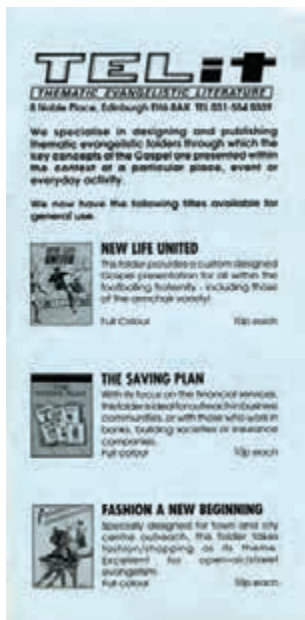 TELit
THEMATIC EVANGELISTIC LITERATURE
8 Noble Place, Edinburgh EH6 8AX TEL 031-554
We specialise in designing and publishing
thematic evangelistic folders through which the
key concepts of the Gospel are presented within
the context of a particular place, event or
everyday activity.
We now have the following titles available for
general use.
NEW LIFE UNITED
NEW LIFE UNITED
This folder provides a custom designed
Gospel presentation for all within the
footballing fraternity - including those
of the armchair variety!
Full Colour 10p each
THE SAVING PLAN
With its focus on the financial services,
this folder is ideal for outreach in business
communities, or with those who work in
banks, building societies or insurance
companies.
Full colour 10p each
FASHION A NEW BEGINNING
Specially designed for town and city
centre outreach, this folder takes
fashion/shopping as its theme.
Excellent for open-air/street
evangelism.
Full colour 10p each